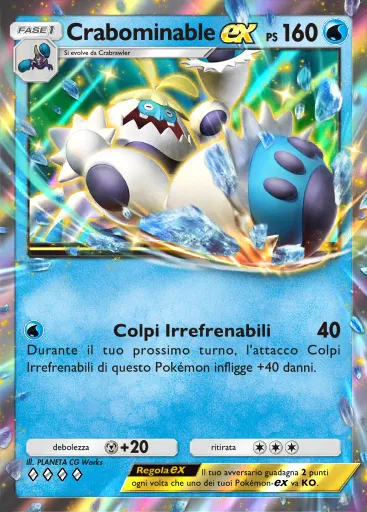 FASE 1 Crabominable ex PS 160
Si evolve da Crabrawler
Colpi Irrefrenabili 40
Durante il tuo prossimo turno, l'attacco Colpi
Irrefrenabili di questo Pokémon infligge +40 danni.
debolezza +20 ritirata
Ill. PLANETA CG Works
Regola ex Il tuo avversario guadagna 2 punti
ogni volta che uno dei tuoi Pokémon-ex va KO.